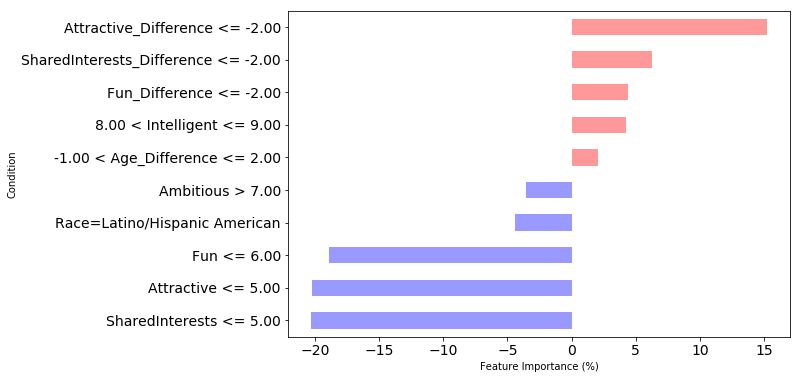 Attractive_Difference <= -2.00
SharedInterests_Difference <= -2.00
Fun_Difference <= -2.00
8.00 < Intelligent <= 9.00
-1.00 < Age_Difference <= 2.00
Ambitious > 7.00
Race=Latino/Hispanic American
Fun <= 6.00
Attractive <= 5.00
SharedInterests <= 5.00
Condition
−20 −15 −10 −5 0 5 10 15
Feature Importance (%)